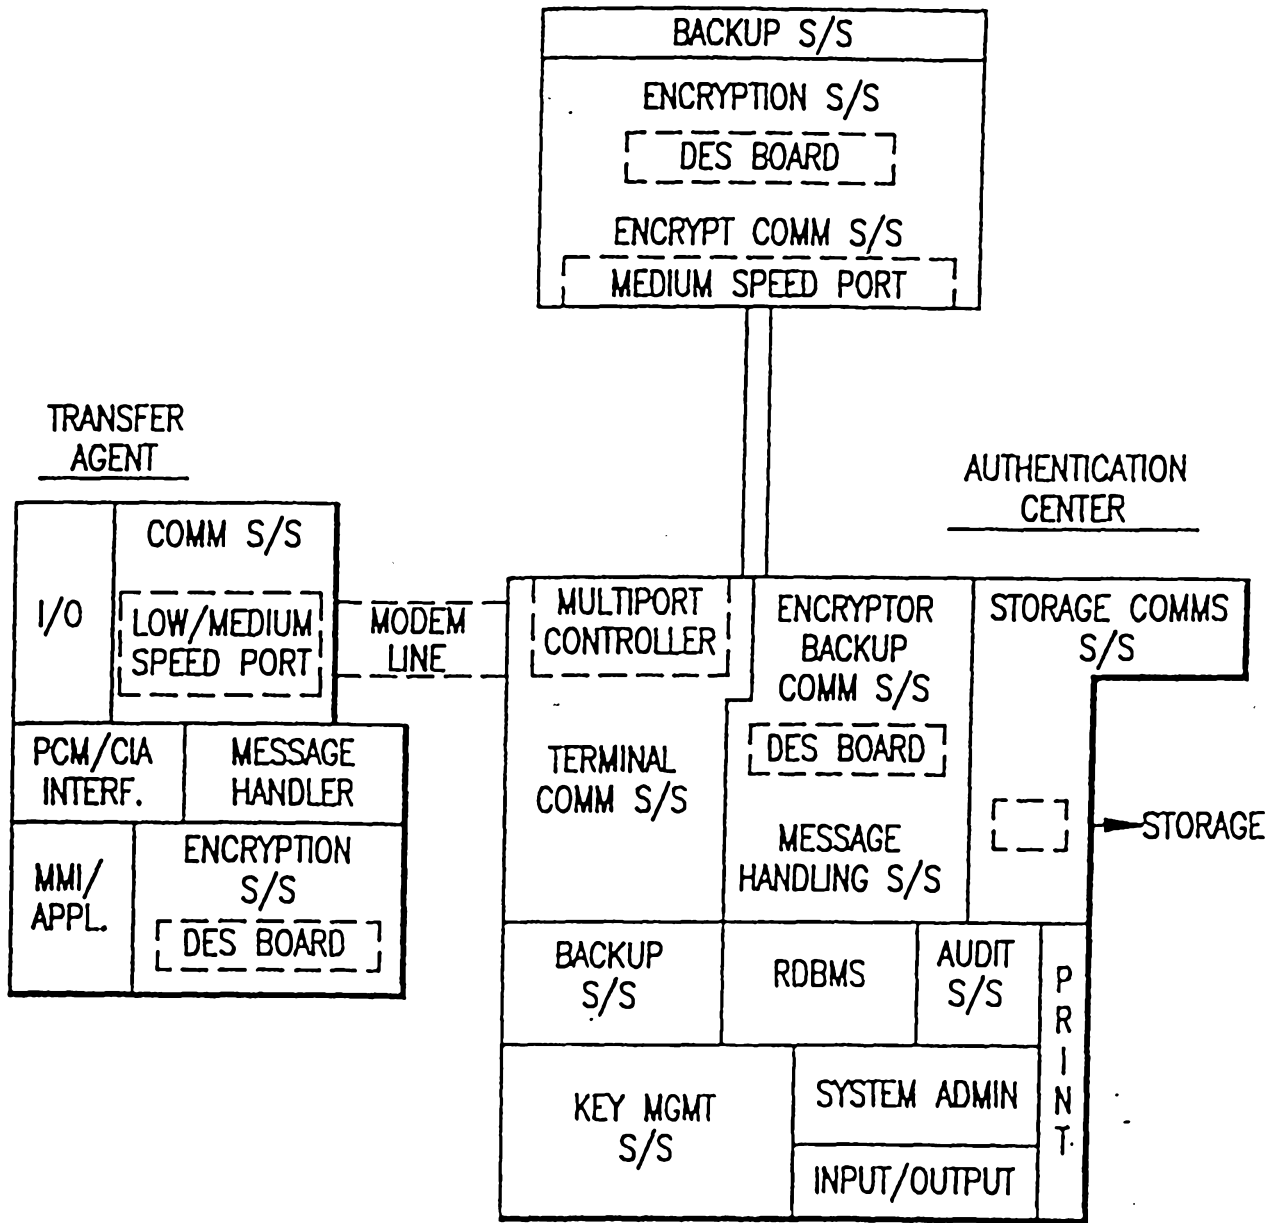 BACKUP S/S
ENCRYPTION S/S
DES BOARD
ENCRYPT COMM S/S
MEDIUM SPEED PORT
TRANSFER
AGENT
I/O
COMM S/S
LOW/MEDIUM
SPEED PORT
MODEM
LINE
PCM/CIA
INTERF.
MESSAGE
HANDLER
MMI/
APPL.
ENCRYPTION
S/S
DES BOARD
AUTHENTICATION
CENTER
MULTIPORT
CONTROLLER
TERMINAL
COMM S/S
ENCRYPTOR
BACKUP
COMM S/S
DES BOARD
MESSAGE
HANDLING S/S
STORAGE COMMS
S/S
STORAGE
BACKUP
S/S
RDBMS
AUDIT
S/S
PRINT
KEY MGMT
S/S
SYSTEM ADMIN
INPUT/OUTPUT